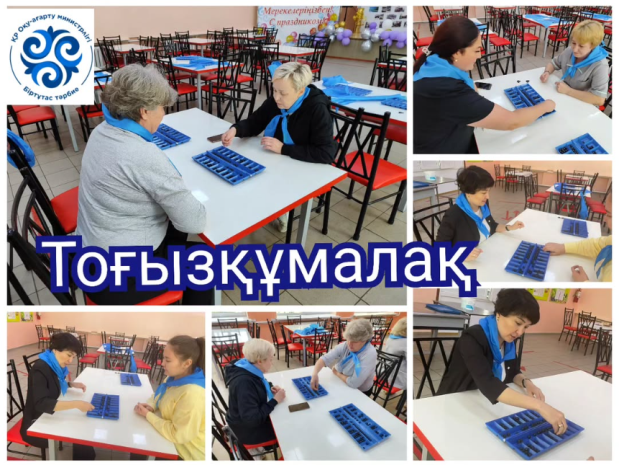 ҚР Оқу-ағарту министрлігі
Біртұтас тәрбие
Мерекелеріңізбен
С праздником!
Тоғызқұмалақ